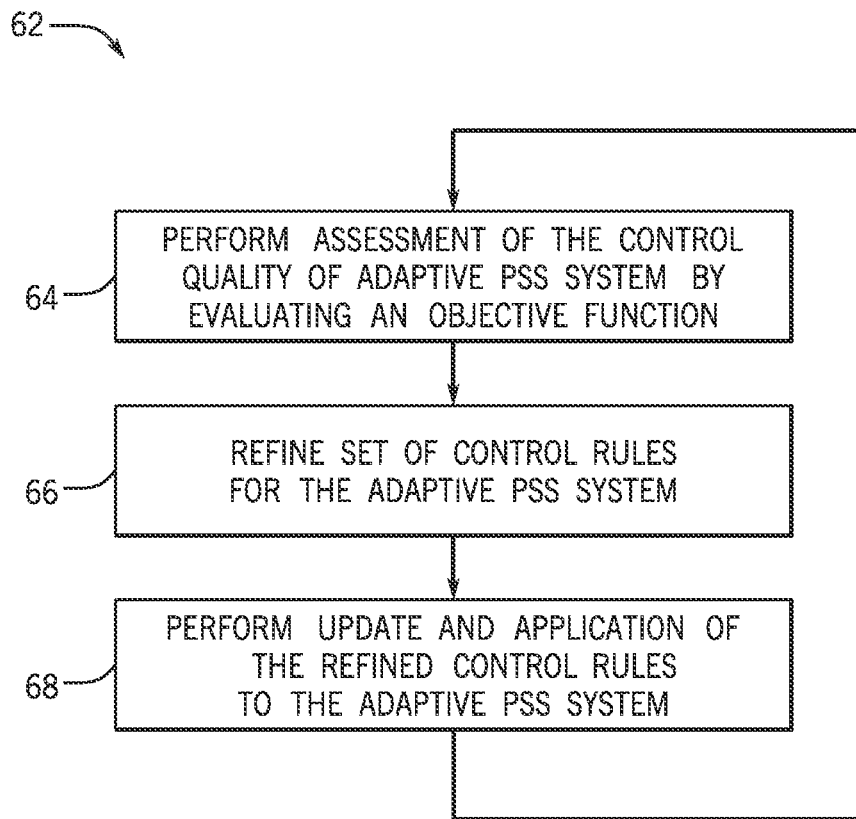 62
PERFORM ASSESSMENT OF THE CONTROL
QUALITY OF ADAPTIVE PSS SYSTEM BY
EVALUATING AN OBJECTIVE FUNCTION
64
REFINE SET OF CONTROL RULES
FOR THE ADAPTIVE PSS SYSTEM
66
PERFORM UPDATE AND APPLICATION OF
THE REFINED CONTROL RULES
TO THE ADAPTIVE PSS SYSTEM
68